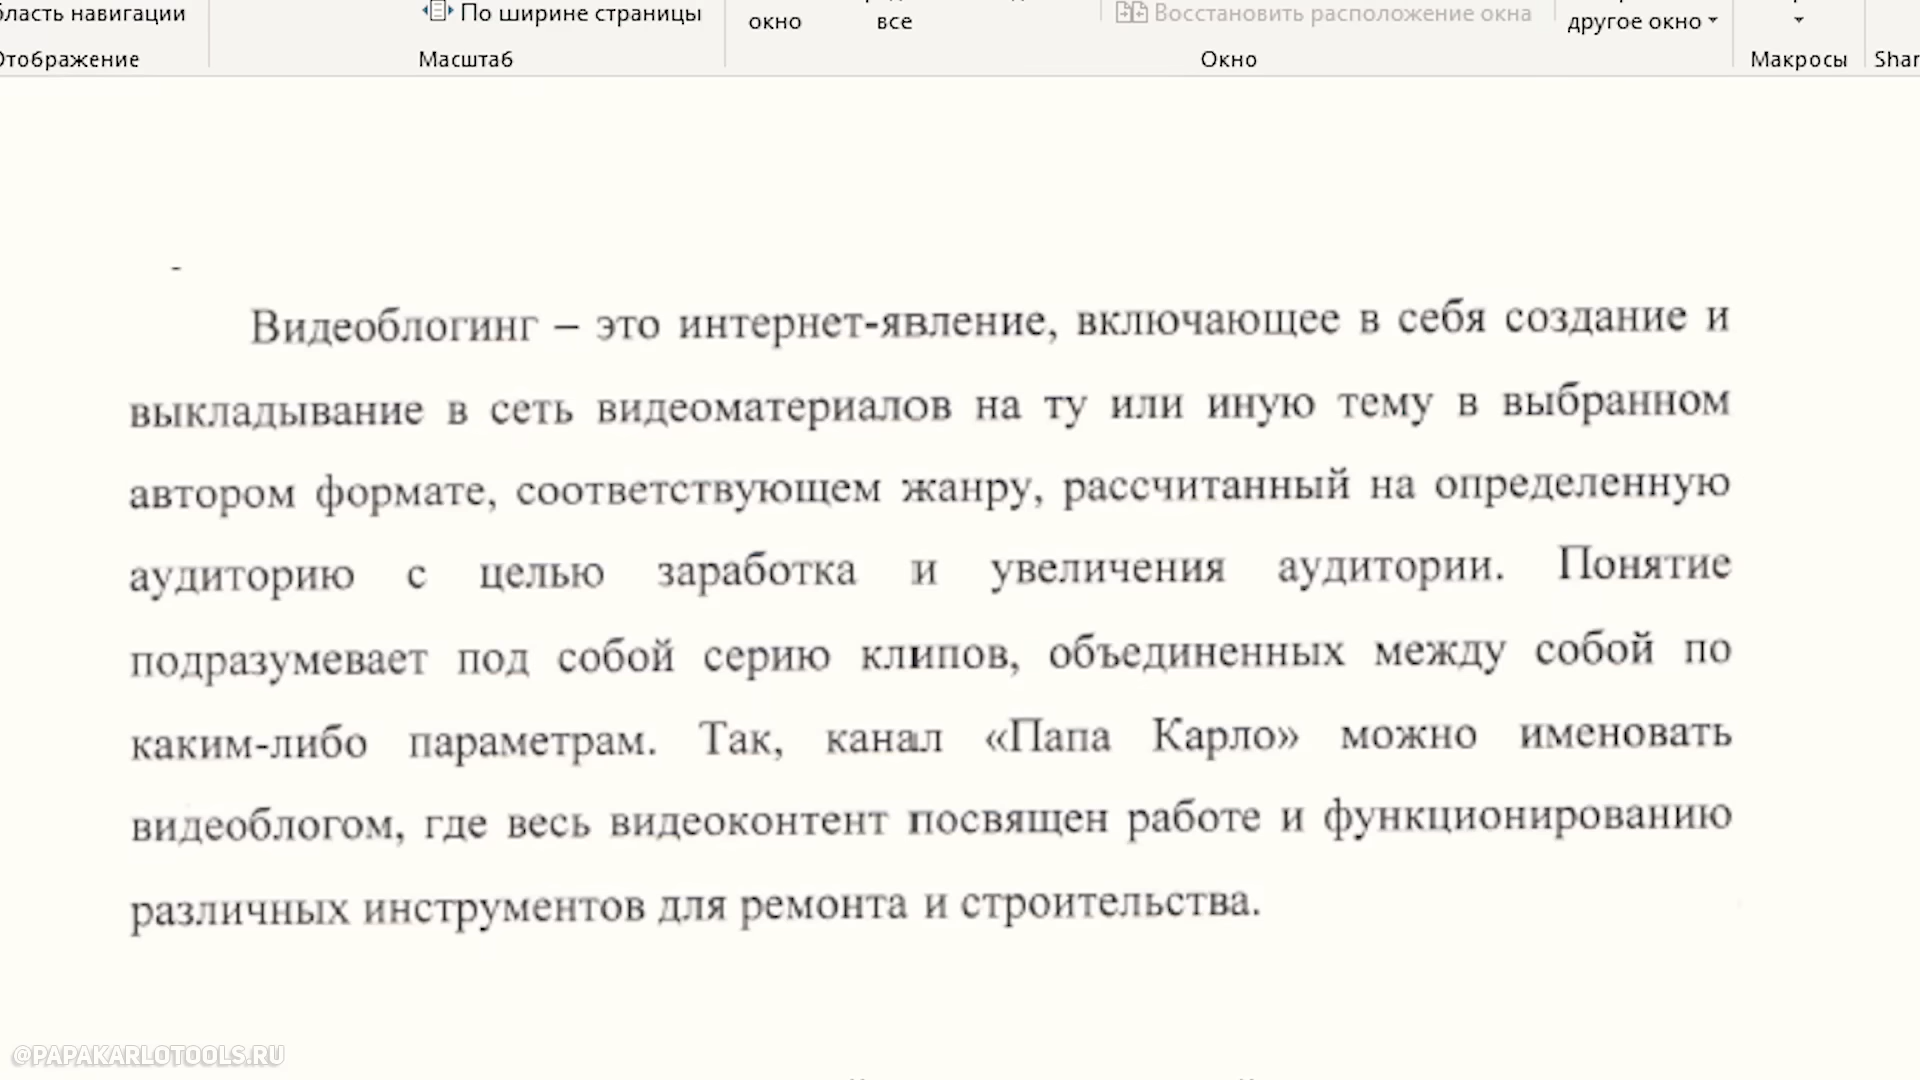 бласть навигации
По ширине страницы
окно
все
Восстановить расположение окна
другое окно
Отображение
Масштаб
Окно
Макросы
Shar
-
Видеоблогинг – это интернет-явление, включающее в себя создание и
выкладывание в сеть видеоматериалов на ту или иную тему в выбранном
автором формате, соответствующем жанру, рассчитанный на определенную
аудиторию с целью заработка и увеличения аудитории. Понятие
подразумевает под собой серию клипов, объединенных между собой по
каким-либо параметрам. Так, канал «Папа Карло» можно именовать
видеоблогом, где весь видеоконтент посвящен работе и функционированию
различных инструментов для ремонта и строительства.
@PAPAKARLOTOOLS.RU